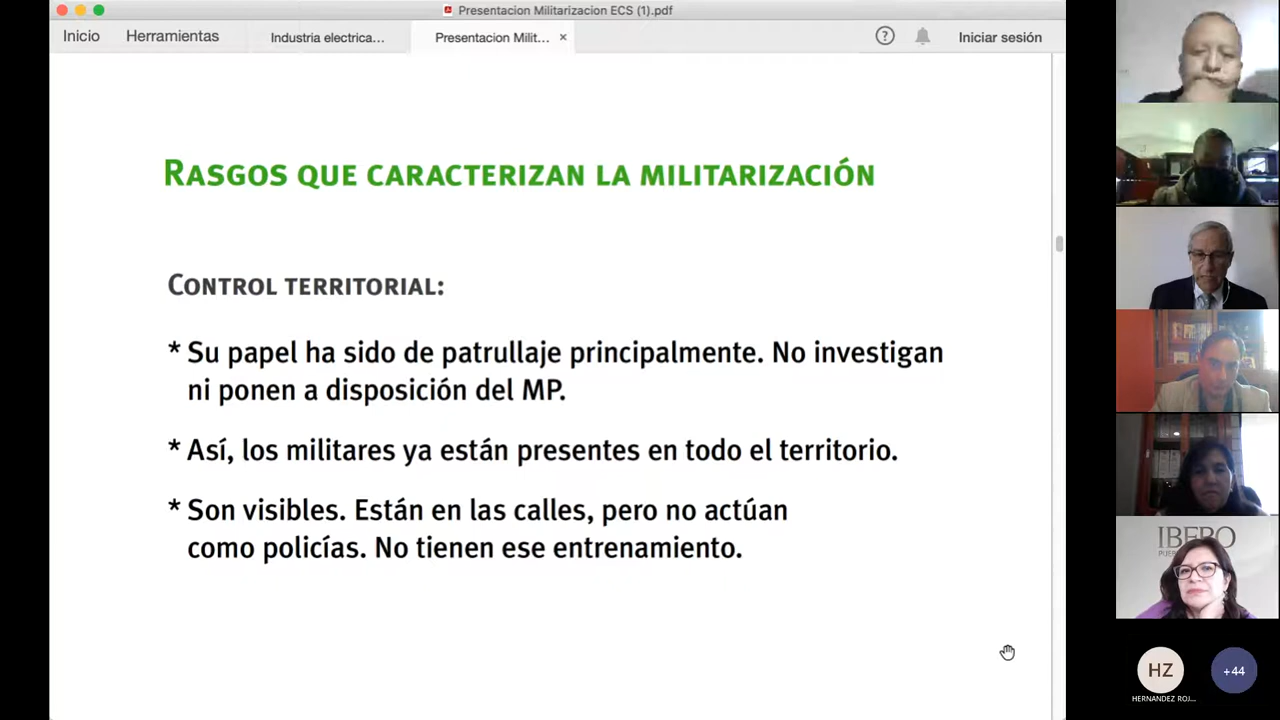 Presentacion Militarizacion ECS (1).pdf
Inicio
Herramientas
Industria electrica...
Presentacion Milit...
Iniciar sesión
RASGOS QUE CARACTERIZAN LA MILITARIZACIÓN
CONTROL TERRITORIAL:
* Su papel ha sido de patrullaje principalmente. No investigan
ni ponen a disposición del MP.
* Así, los militares ya están presentes en todo el territorio.
* Son visibles. Están en las calles, pero no actúan
como policías. No tienen ese entrenamiento.
IBERO
HZ
+44
HERNANDEZ ROJ...